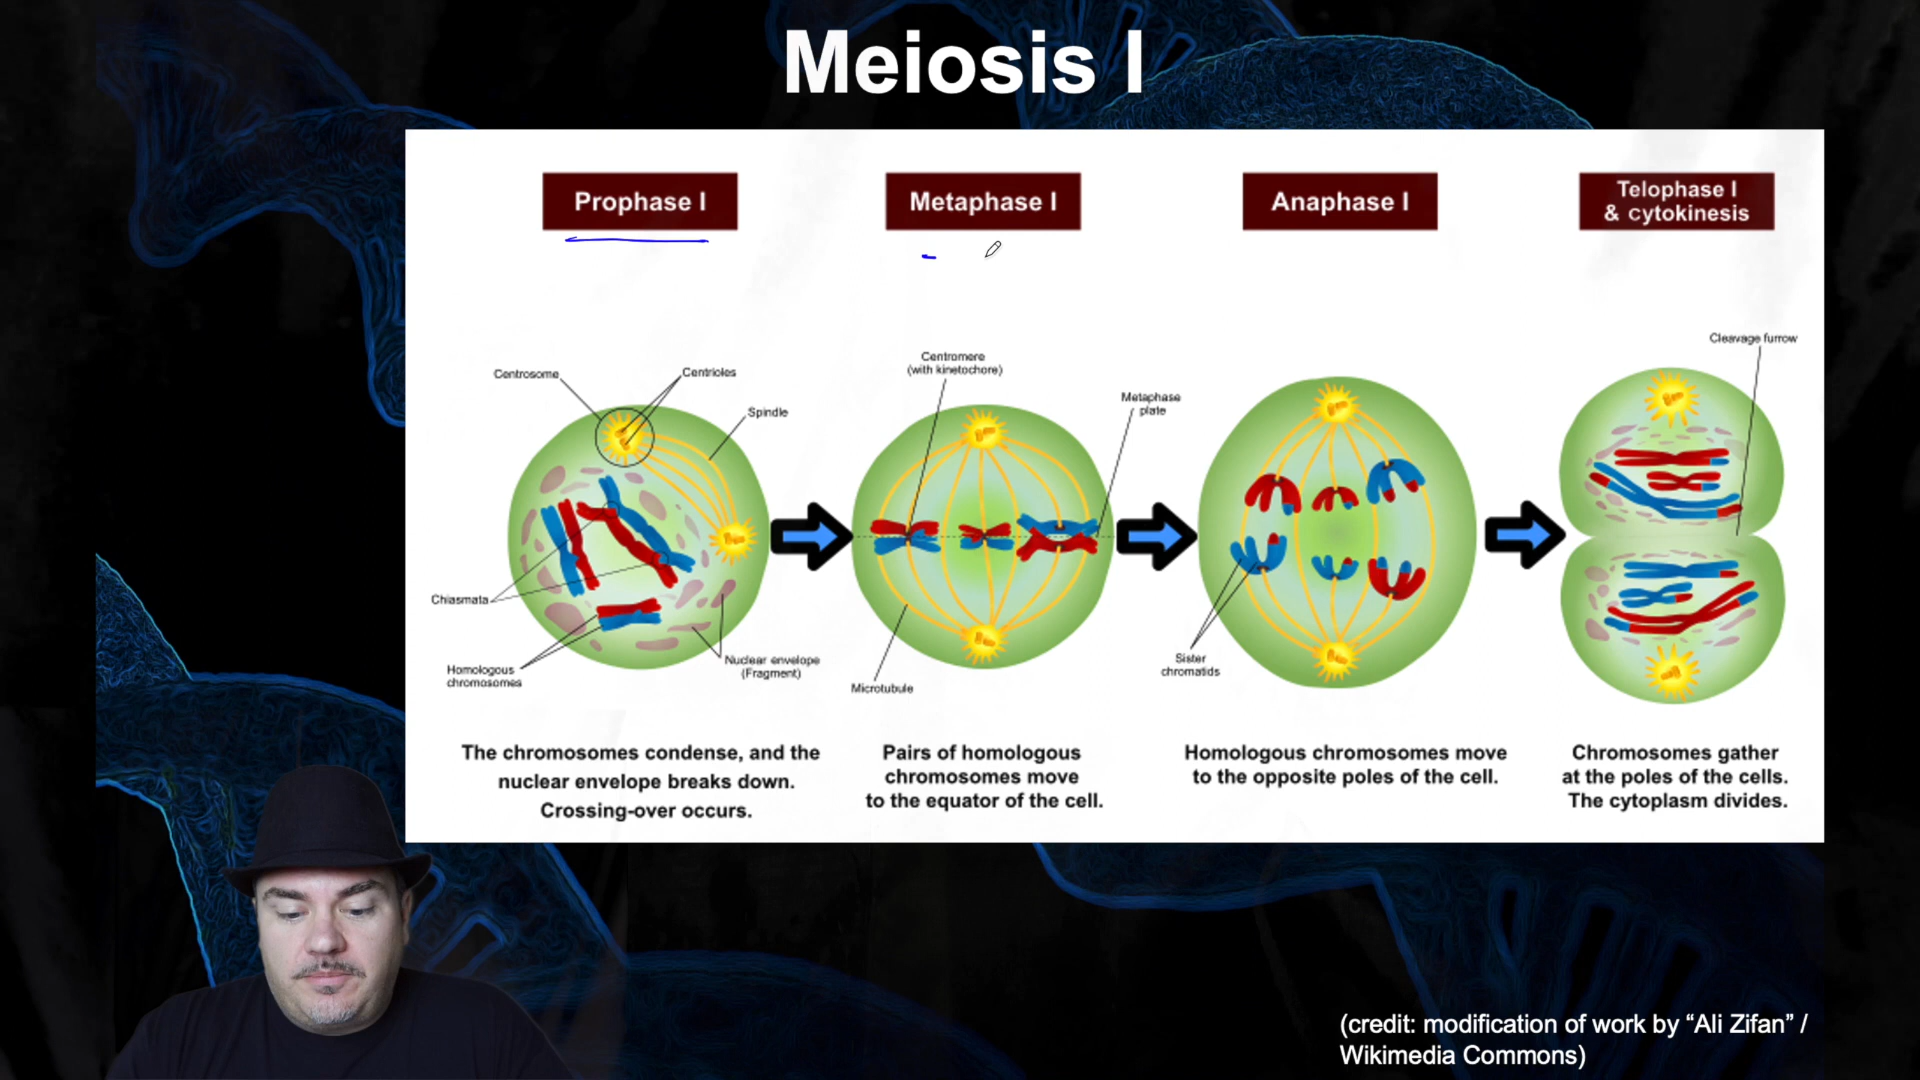 Meiosis I
Prophase I
Metaphase I
Anaphase I
Telophase I
& cytokinesis
Centrosome
Centrioles
Spindle
Chiasmata
Homologous
chromosomes
Nuclear envelope
(Fragment)
Centromere
(with kinetochore)
Metaphase
plate
Microtubule
Sister
chromatids
Cleavage furrow
The chromosomes condense, and the
nuclear envelope breaks down.
Crossing-over occurs.
Pairs of homologous
chromosomes move
to the equator of the cell.
Homologous chromosomes move
to the opposite poles of the cell.
Chromosomes gather
at the poles of the cells.
The cytoplasm divides.
(credit: modification of work by “Ali Zifan” /
Wikimedia Commons)